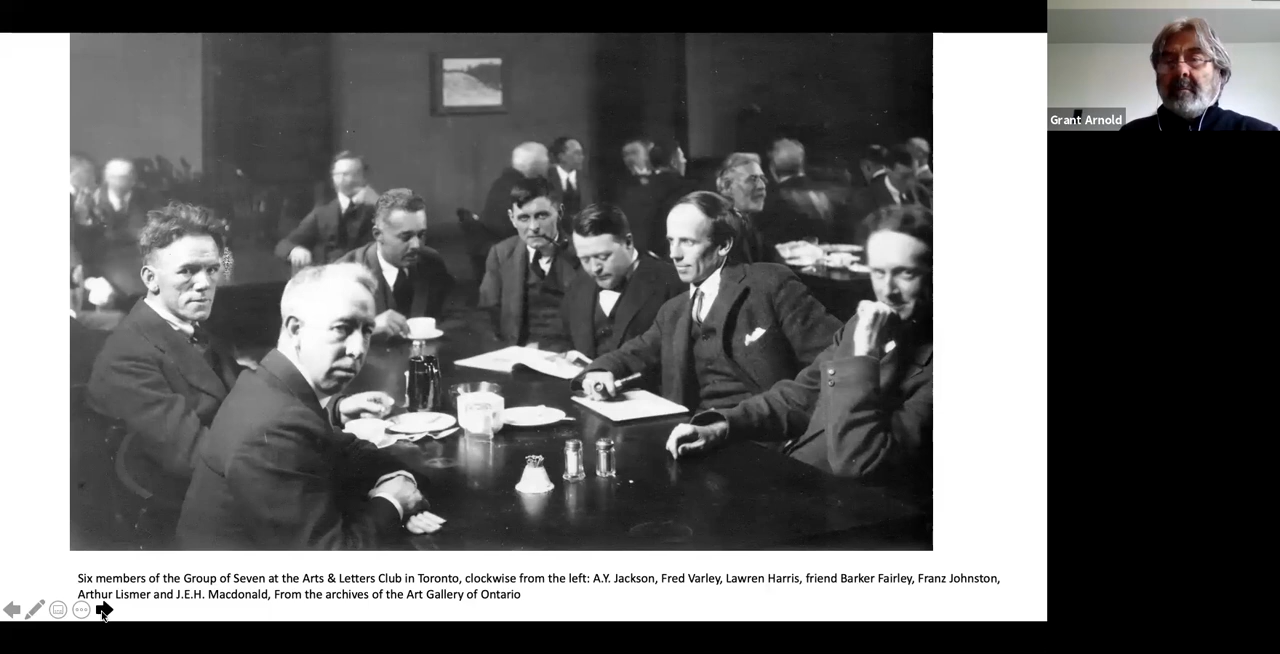 Grant Arnold
Six members of the Group of Seven at the Arts & Letters Club in Toronto, clockwise from the left: A.Y. Jackson, Fred Varley, Lawren Harris, friend Barker Fairley, Franz Johnston,
Arthur Lismer and J.E.H. Macdonald, From the archives of the Art Gallery of Ontario